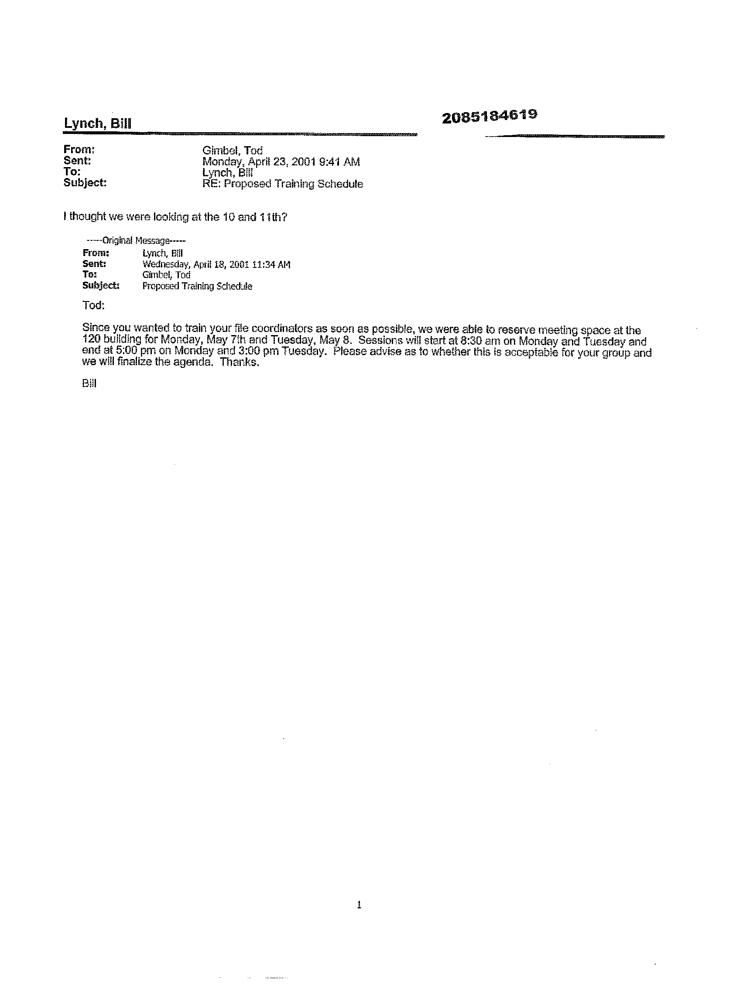 Lynch, Bill
2085184619
From: Gimbel, Tod
Sent: Monday, April 23, 2001 9:41 AM
To: Lynch, Bill
Subject: RE: Proposed Training Schedule
I thought we were looking at the 10 and 11th?
-----Original Message-----
From: Lynch, Bill
Sent: Wednesday, April 18, 2001 11:34 AM
To: Gimbel, Tod
Subject: Proposed Training Schedule
Tod:
Since you wanted to train your file coordinators as soon as possible, we were able to reserve meeting space at the
120 building for Monday, May 7th and Tuesday, May 8. Sessions will start at 8:30 am on Monday and Tuesday and
end at 5:00 pm on Monday and 3:00 pm Tuesday. Please advise as to whether this is acceptable for your group and
we will finalize the agenda. Thanks.
Bill
1